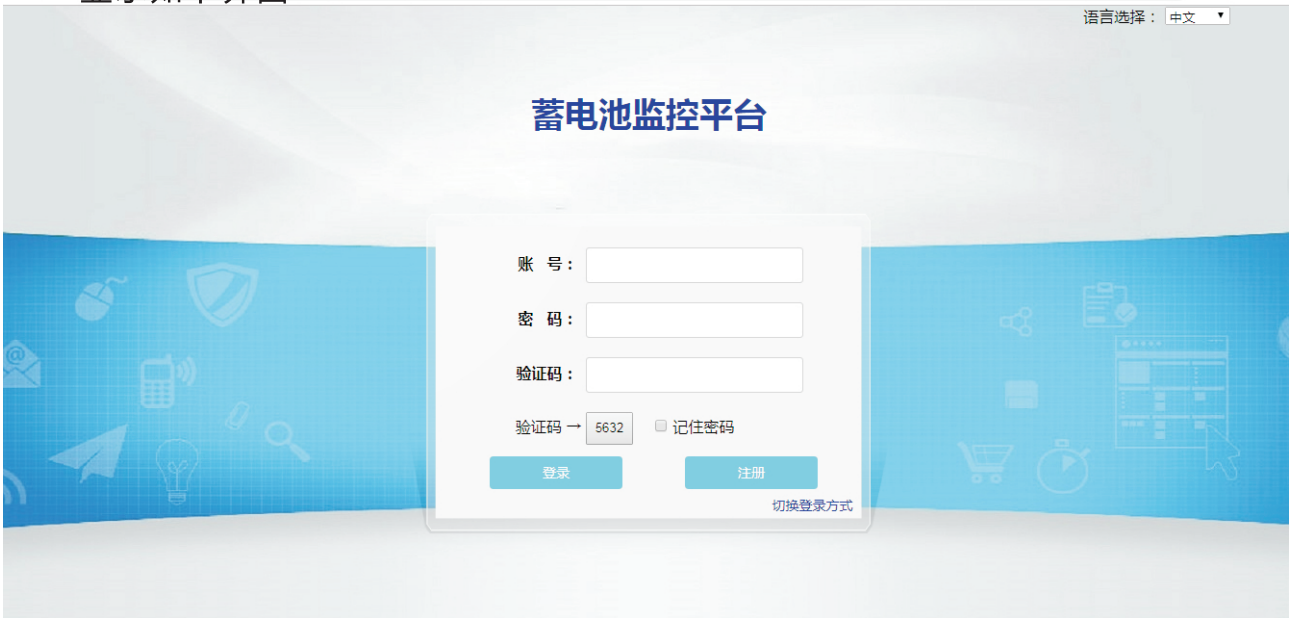 语言选择： 中文
蓄电池监控平台
账 号：
密 码：
验证码：
验证码→ 5632 记住密码
登录 注册
切换登录方式